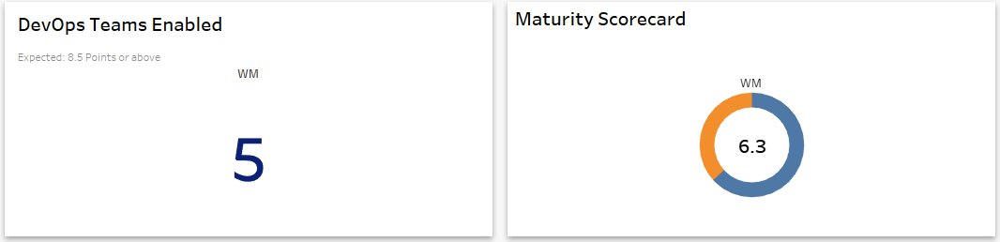 DevOps Teams Enabled
Expected: 8.5 Points or above
WM
5
Maturity Scorecard
WM
6.3